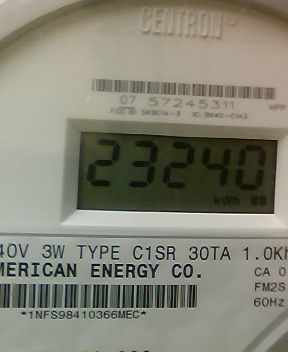 CENTRON
07 57245311
23240
kWh
40V 3W TYPE C1SR 30TA 1.0Kh
MERICAN ENERGY CO.
CA 0
FM2S
60Hz
*1NFS98410366MEC*